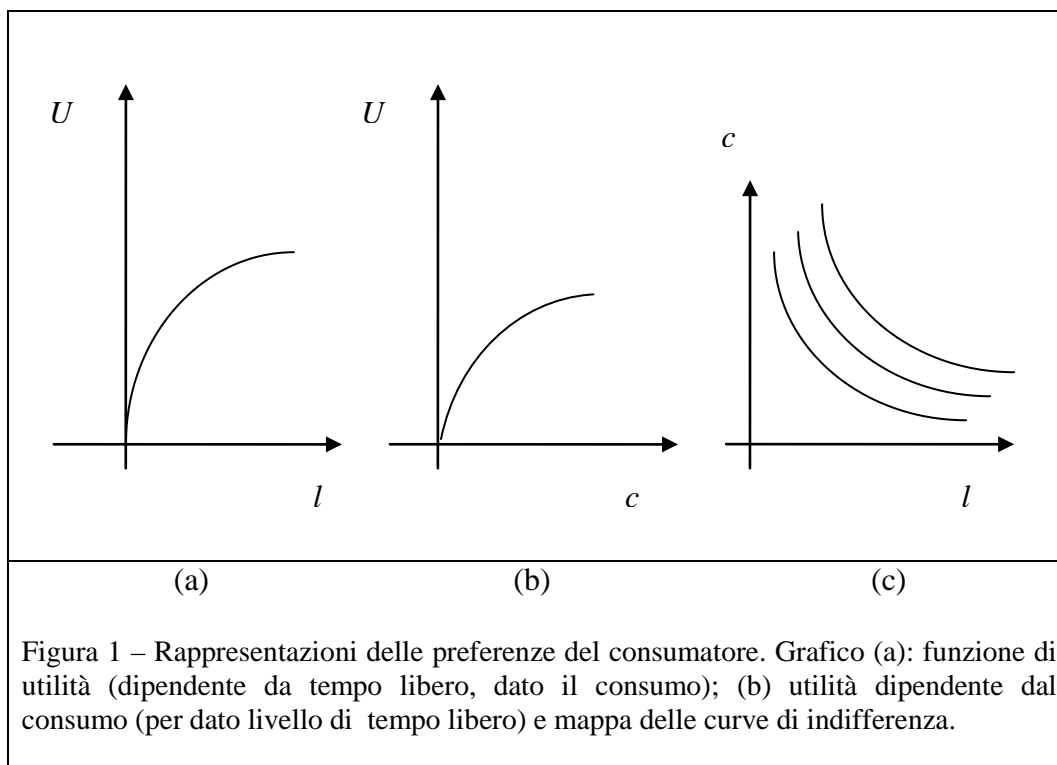 U
U
c
l
c
l
(a)
(b)
(c)
Figura 1 – Rappresentazioni delle preferenze del consumatore. Grafico (a): funzione di
utilità (dipendente da tempo libero, dato il consumo); (b) utilità dipendente dal
consumo (per dato livello di tempo libero) e mappa delle curve di indifferenza.